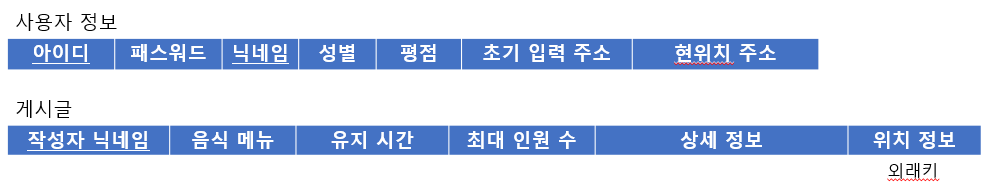 사용자 정보
아이디 패스워드 닉네임 성별 평점 초기 입력 주소 현위치 주소
게시글
작성자 닉네임 음식 메뉴 유지 시간 최대 인원 수 상세 정보 위치 정보
외래키